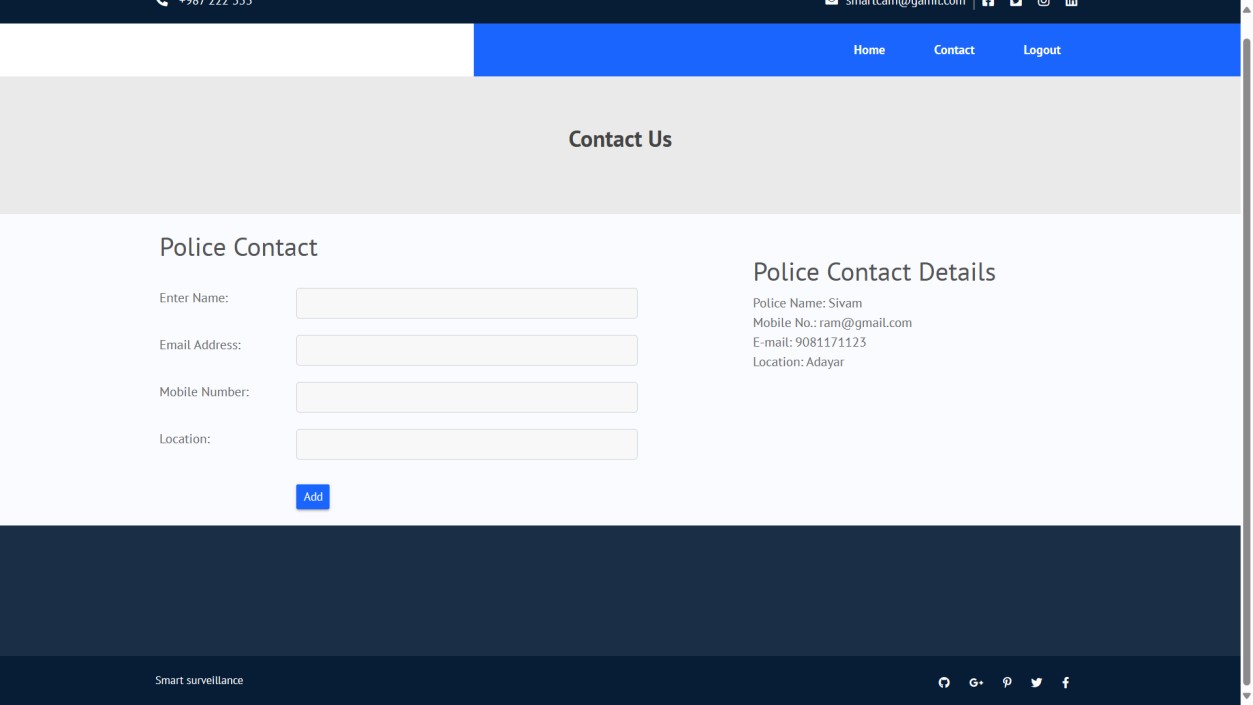 +987 222 333
smartcam@gamil.com
Home Contact Logout
Contact Us
Police Contact
Enter Name:
Email Address:
Mobile Number:
Location:
Add
Police Contact Details
Police Name: Sivam
Mobile No.: ram@gmail.com
E-mail: 9081171123
Location: Adayar
Smart surveillance